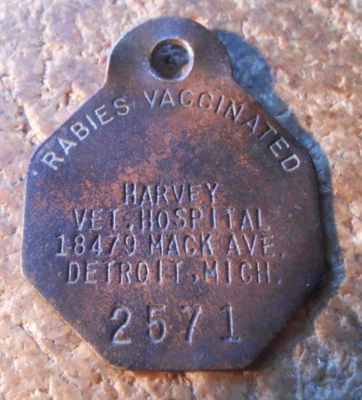 RABIES VACCINATED
HARVEY
VET. HOSPITAL
18479 MACK AVE.
DETROIT, MICH.
2571